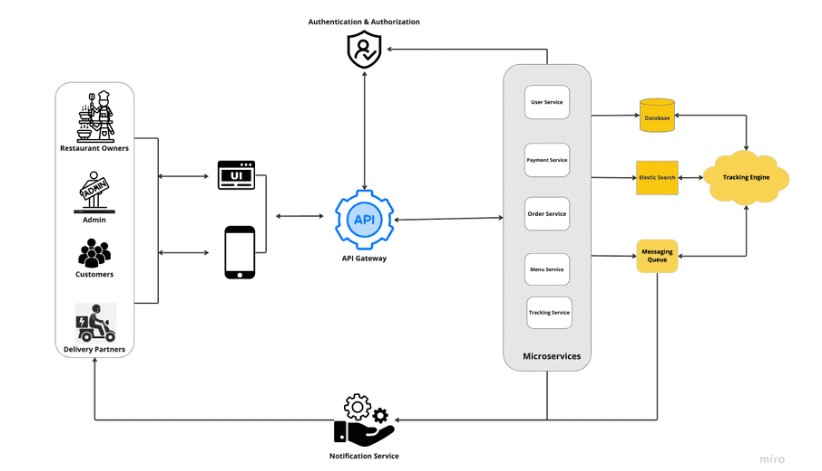 Authentication & Authorization
Restaurant Owners
ADMIN
Admin
Customers
Delivery Partners
UI
API
API Gateway
User Service
Payment Service
Order Service
Menu Service
Tracking Service
Microservices
Database
Elastic Search
Messaging
Queue
Tracking Engine
Notification Service
miro